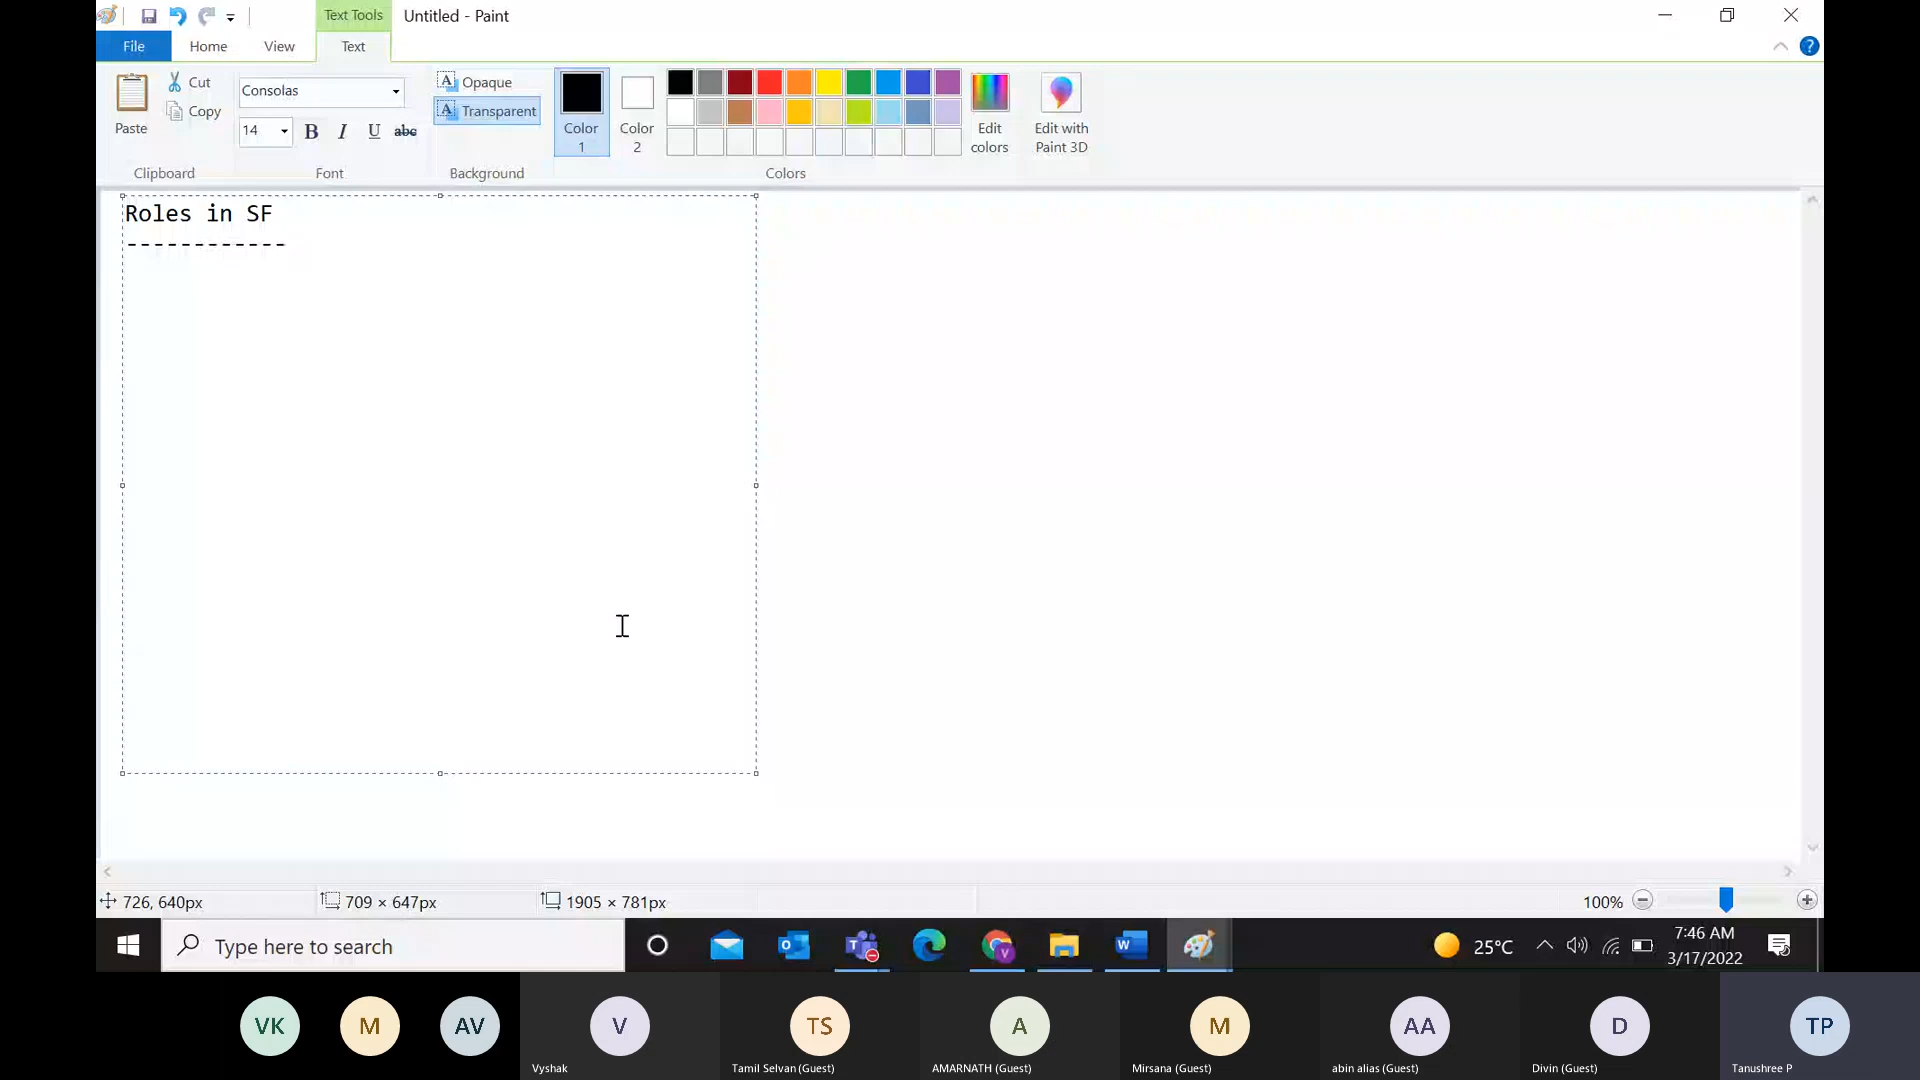 Text Tools
Untitled - Paint
File
Home
View
Text
Paste
Cut
Copy
Clipboard
Consolas
14
B
I
U
abc
Font
A Opaque
A Transparent
Background
Color
1
Color
2
Edit
colors
Edit with
Paint 3D
Colors
Roles in SF
------------
726, 640px
709 × 647px
1905 × 781px
100%
Type here to search
25°C
7:46 AM
3/17/2022
VK
M
AV
V
TS
A
M
AA
D
TP
Vyshak
Tamil Selvan (Guest)
AMARNATH (Guest)
Mirsana (Guest)
abin alias (Guest)
Divin (Guest)
Tanushree P